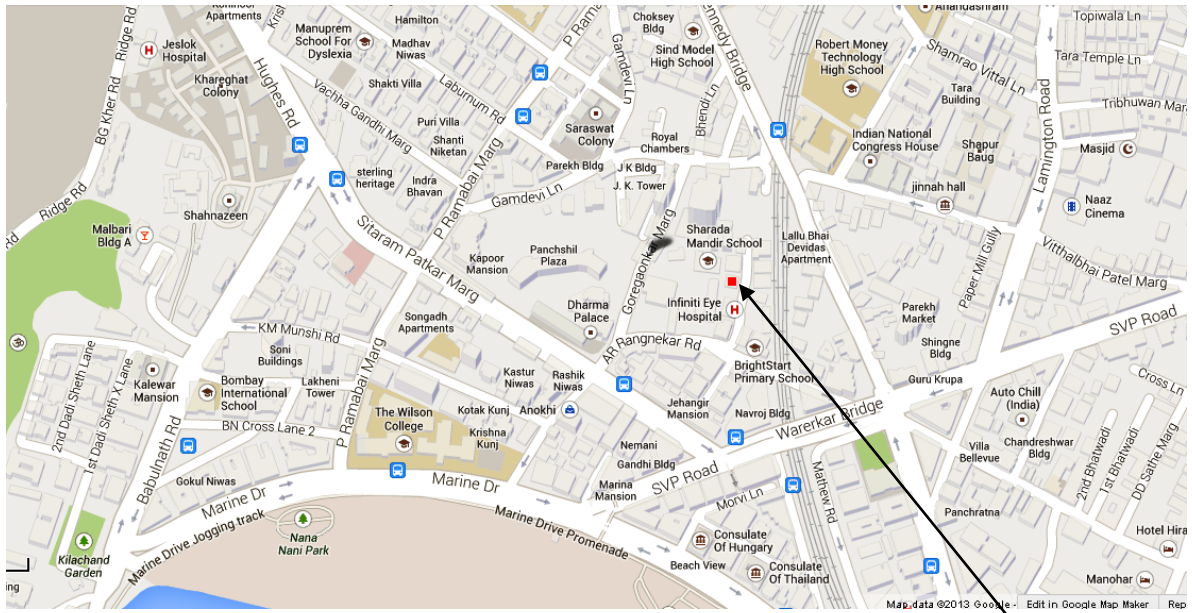 Kohinoor
Apartments
Ridge Rd
BG Kher Rd
Jeslok
Hospital
Khareghat
Colony
Hughes Rd
Manuprem
School For
Dyslexia
Hamilton
Madhav
Niwas
Shakti Villa
Laburnum Rd
Vachha Gandhi Marg
Puri Villa
Shanti
Niketan
sterling
heritage
Indra
Bhavan
P Ramabai Marg
Choksey
Bldg
Sind Model
High School
Gamdevi Ln
Bhendi Ln
Kennedy Bridge
Saraswat
Colony
Royal
Chambers
Parekh Bldg
J K Bldg
J. K. Tower
Gamdevi Ln
Robert Money
Technology
High School
Anandashram
Shamrao Vittal Ln
Tara
Building
Indian National
Congress House
Shapur
Baug
jinnah hall
Lamington Road
Topiwala Ln
Tara Temple Ln
Tribhuwan
Masjid
Naaz
Cinema
Vitthalbhai Patel Marg
Ridge Rd
Rd
Shahnazeen
Malbari
Bldg A
Sitaram Patkar Marg
P Ramabai Marg
Kapoor
Mansion
Panchshil
Plaza
Goregaonkar Marg
Sharada
Mandir School
Lallu Bhai
Devidas
Apartment
Paper Mill Gully
Dharma
Palace
Infiniti Eye
Hospital
Parekh
Market
Shingne
Bldg
SVP Road
KM Munshi Rd
Soni
Buildings
Songadh
Apartments
AR Rangnekar Rd
BrightStart
Primary School
Guru Krupa
2nd Dadi Sheth Lane
1st Dadi Sheth X Lane
Kalewar
Mansion
Bombay
International
School
Lakheni
Tower
P Ramabai Marg
Kastur
Niwas
Rashik
Niwas
Anokhi
Jehangir
Mansion
Navroj Bldg
Warerkar Bridge
Auto Chill
(India)
Cross Ln
The Wilson
College
Kotak Kunj
Krishna
Kunj
BN Cross Lane 2
Babulnath Rd
Nemani
Gandhi Bldg
SVP Road
Villa
Bellevue
Chandreshwar
Bldg
2nd Bhatwadi
1st Bhatwadi
DD Sathe Marg
Gokul Niwas
Marine Dr
Marine Dr
Marina
Mansion
Morvi Ln
Mathew Rd
Panchratna
Marine Drive Jogging track
Nana
Nani Park
Marine Drive Promenade
Consulate
Of Hungary
Beach View
Consulate
Of Thailand
Hotel Hira
Manohar
Kilachand
Garden
Map data ©2013 Google -
Edit in Google Map Maker
Rep